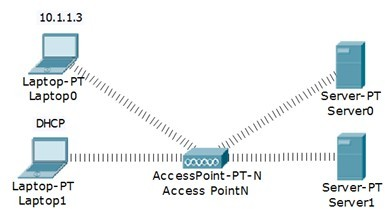 10.1.1.3
Laptop-PT
Laptop0
DHCP
Laptop-PT
Laptop1
AccessPoint-PT-N
Access PointN
Server-PT
Server0
Server-PT
Server1